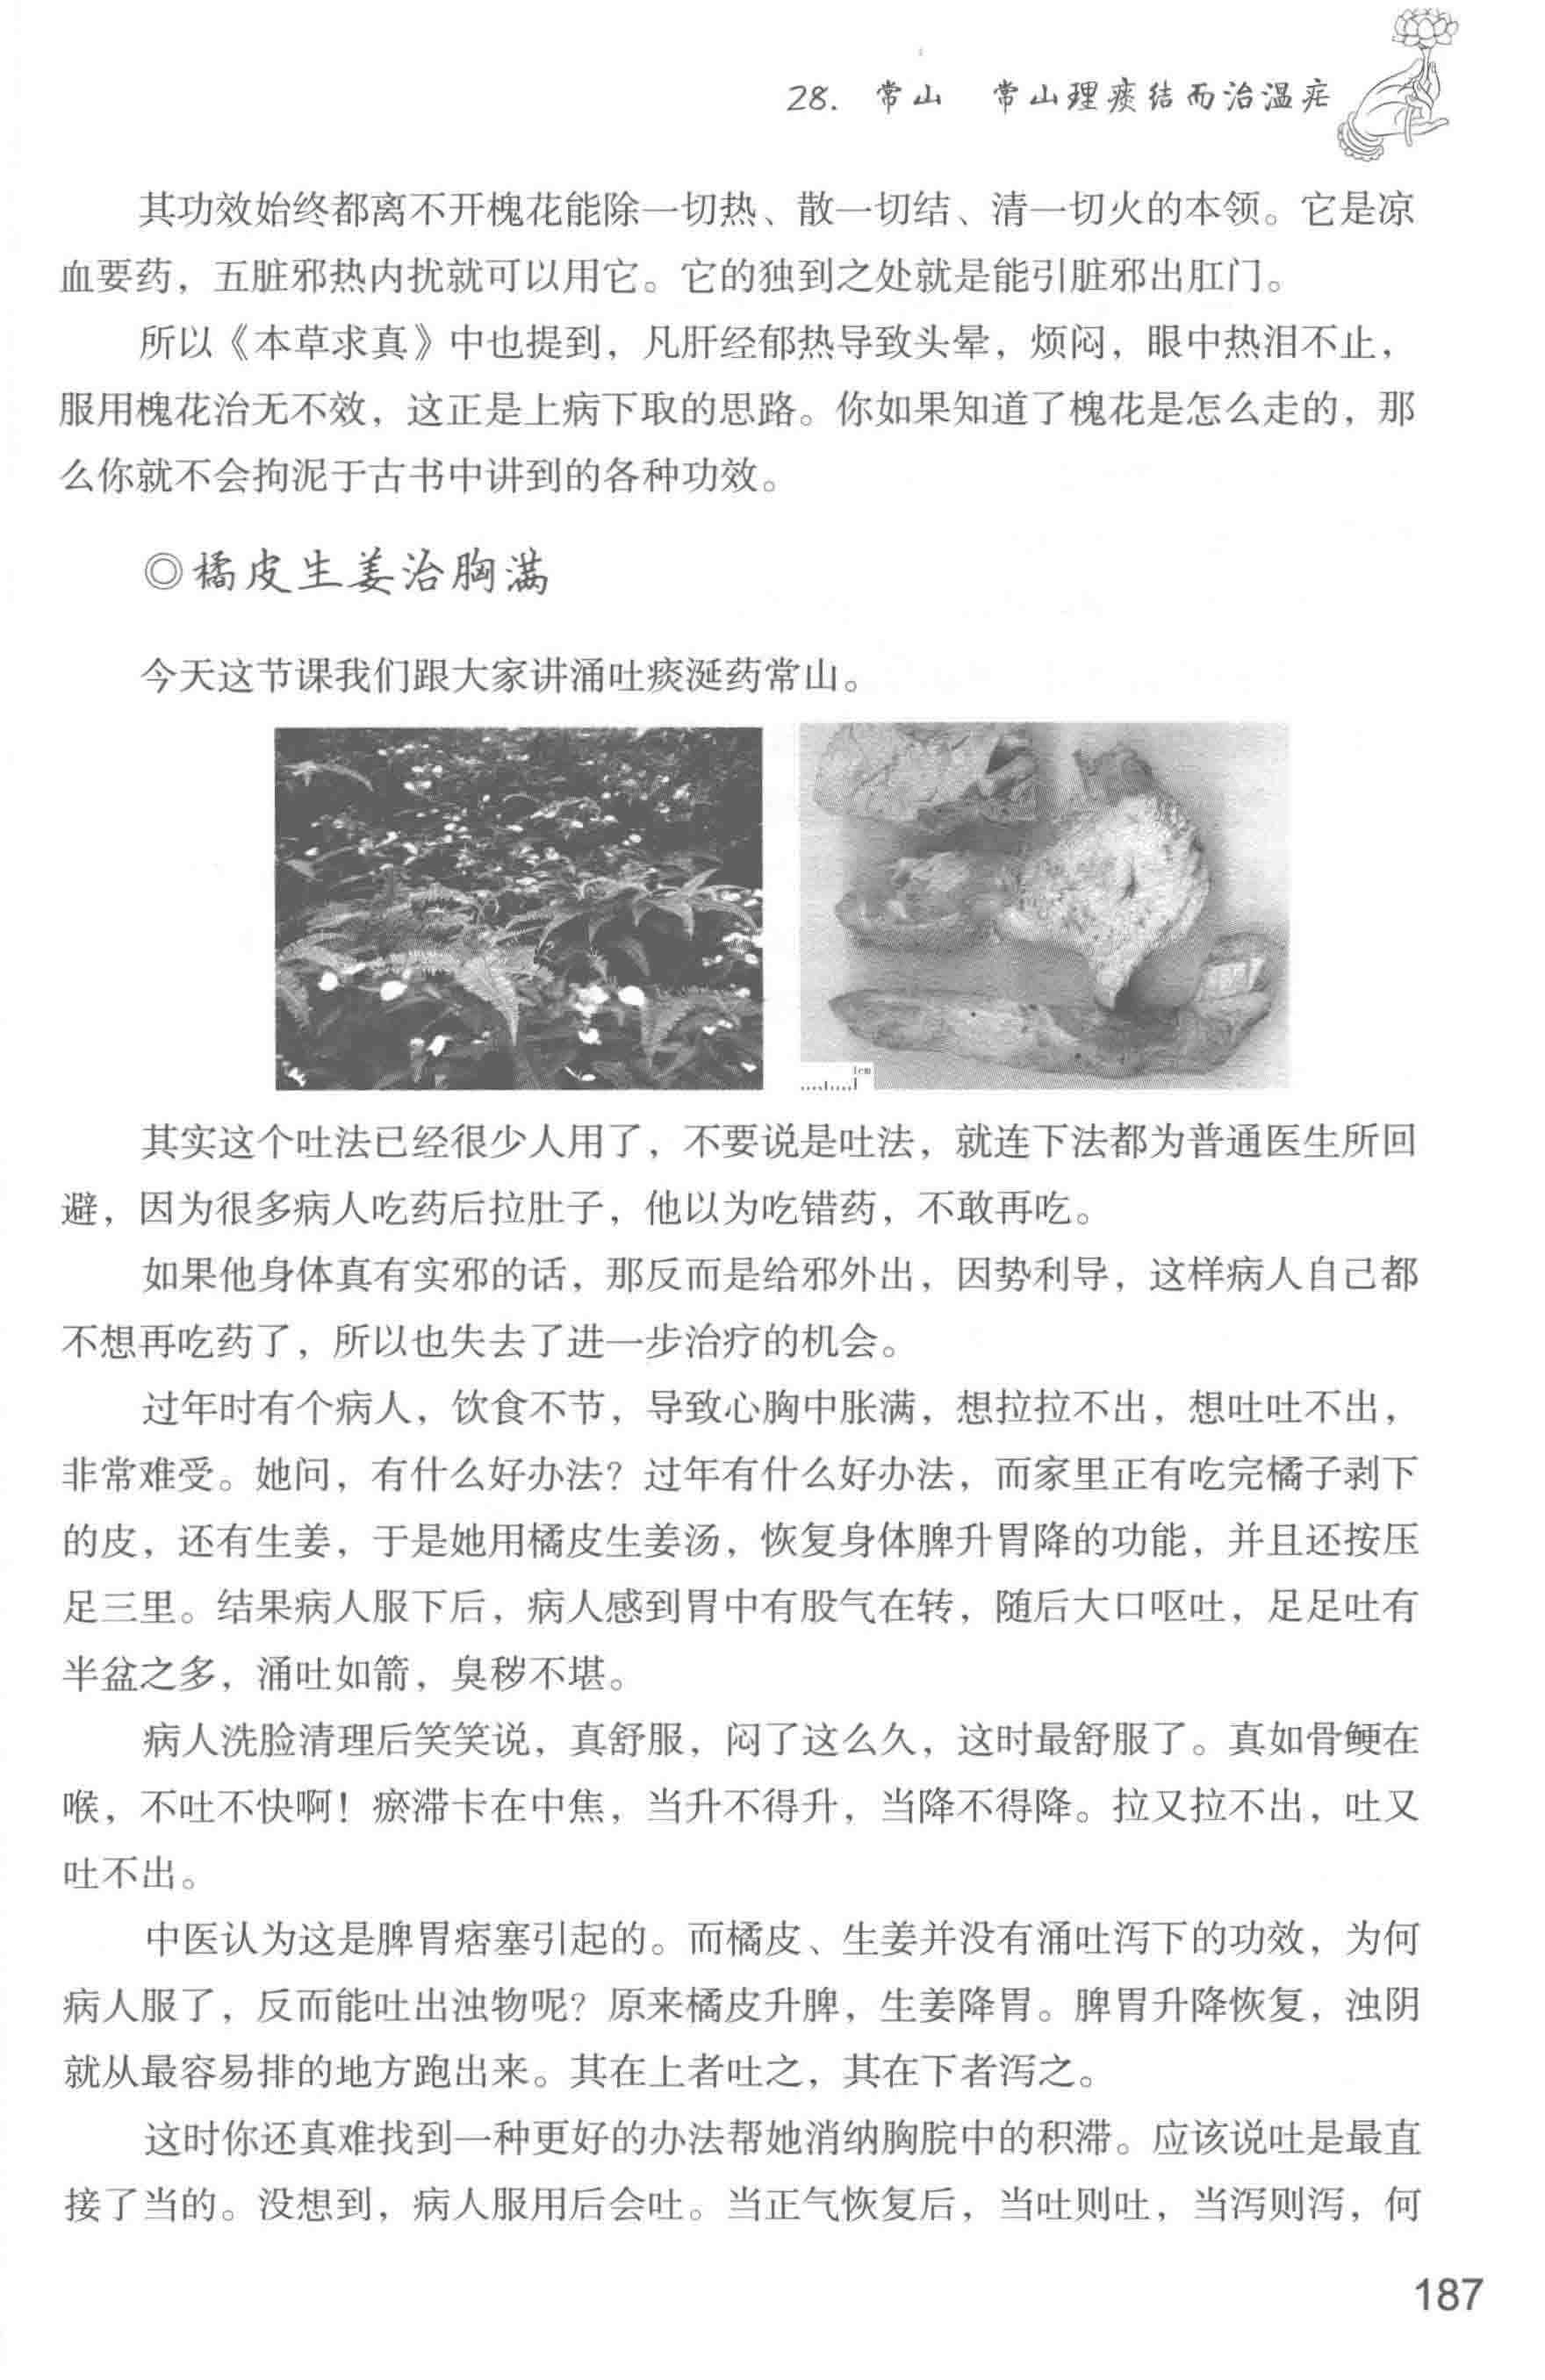 28. 常山　常山理痰结而治温疟
其功效始终都离不开槐花能除一切热、散一切结、清一切火的本领。它是凉
血要药，五脏邪热内扰就可以用它。它的独到之处就是能引脏邪出肛门。
所以《本草求真》中也提到，凡肝经郁热导致头晕，烦闷，眼中热泪不止，
服用槐花治无不效，这正是上病下取的思路。你如果知道了槐花是怎么走的，那
么你就不会拘泥于古书中讲到的各种功效。
◎橘皮生姜治胸满
今天这节课我们跟大家讲涌吐痰涎药常山。
1cm
其实这个吐法已经很少人用了，不要说是吐法，就连下法都为普通医生所回
避，因为很多病人吃药后拉肚子，他以为吃错药，不敢再吃。
如果他身体真有实邪的话，那反而是给邪外出，因势利导，这样病人自己都
不想再吃药了，所以也失去了进一步治疗的机会。
过年时有个病人，饮食不节，导致心胸中胀满，想拉拉不出，想吐吐不出，
非常难受。她问，有什么好办法？过年有什么好办法，而家里正有吃完橘子剥下
的皮，还有生姜，于是她用橘皮生姜汤，恢复身体脾升胃降的功能，并且还按压
足三里。结果病人服下后，病人感到胃中有股气在转，随后大口呕吐，足足吐有
半盆之多，涌吐如箭，臭秽不堪。
病人洗脸清理后笑笑说，真舒服，闷了这么久，这时最舒服了。真如骨鲠在
喉，不吐不快啊！瘀滞卡在中焦，当升不得升，当降不得降。拉又拉不出，吐又
吐不出。
中医认为这是脾胃痞塞引起的。而橘皮、生姜并没有涌吐泻下的功效，为何
病人服了，反而能吐出浊物呢？原来橘皮升脾，生姜降胃。脾胃升降恢复，浊阴
就从最容易排的地方跑出来。其在上者吐之，其在下者泻之。
这时你还真难找到一种更好的办法帮她消纳胸脘中的积滞。应该说吐是最直
接了当的。没想到，病人服用后会吐。当正气恢复后，当吐则吐，当泻则泻，何
187